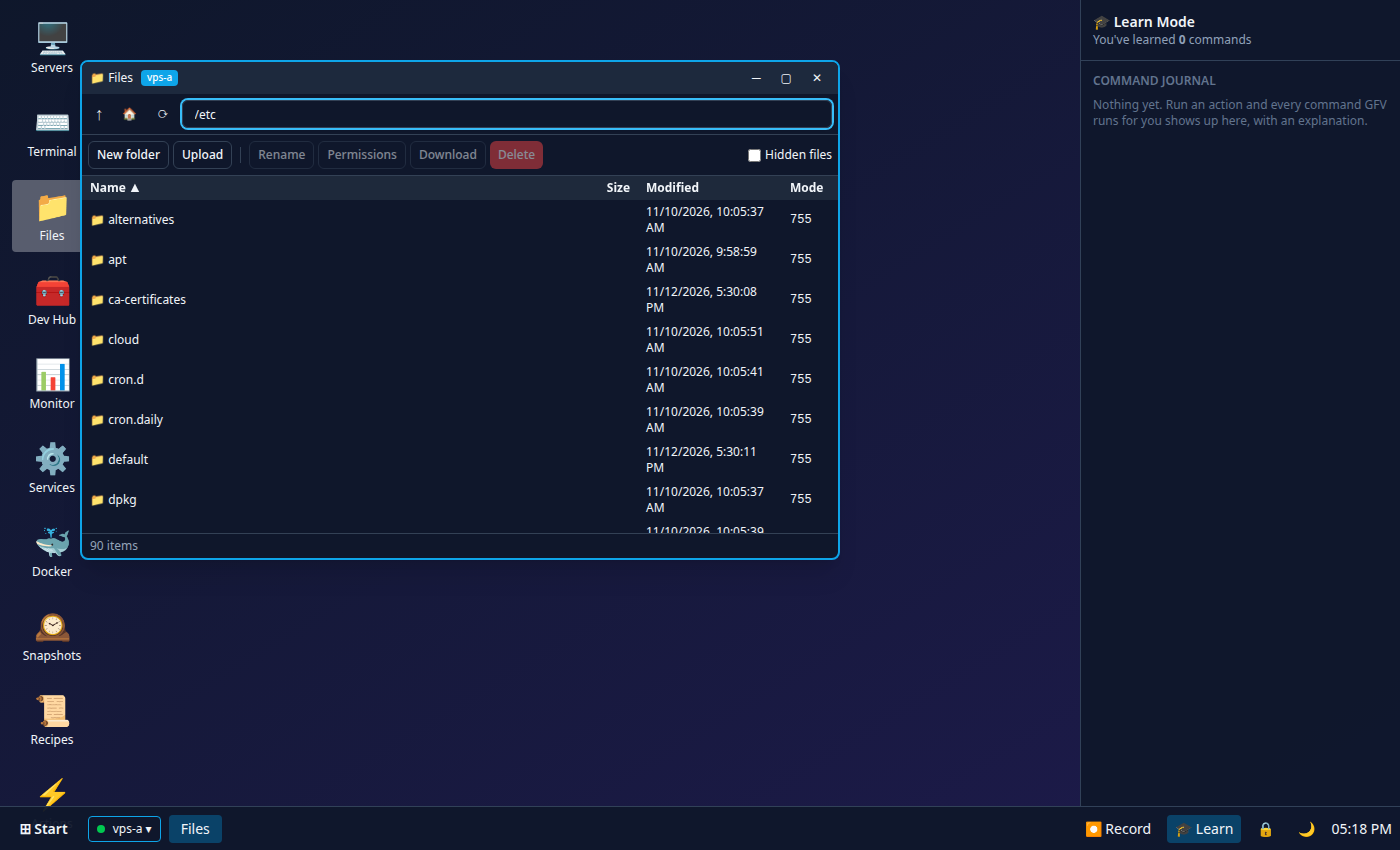 Servers
Terminal
Files
Dev Hub
Monitor
Services
Docker
Snapshots
Recipes
Files vps-a
/etc
New folder Upload Rename Permissions Download Delete Hidden files
Name ▲ Size Modified Mode
alternatives 11/10/2026, 10:05:37 AM 755
apt 11/10/2026, 9:58:59 AM 755
ca-certificates 11/12/2026, 5:30:08 PM 755
cloud 11/10/2026, 10:05:51 AM 755
cron.d 11/10/2026, 10:05:41 AM 755
cron.daily 11/10/2026, 10:05:39 AM 755
default 11/12/2026, 5:30:11 PM 755
dpkg 11/10/2026, 10:05:37 AM 755
11/10/2026, 10:05:39
90 items
Learn Mode
You've learned 0 commands
COMMAND JOURNAL
Nothing yet. Run an action and every command GFV
runs for you shows up here, with an explanation.
Start vps-a ▾ Files Record Learn 05:18 PM